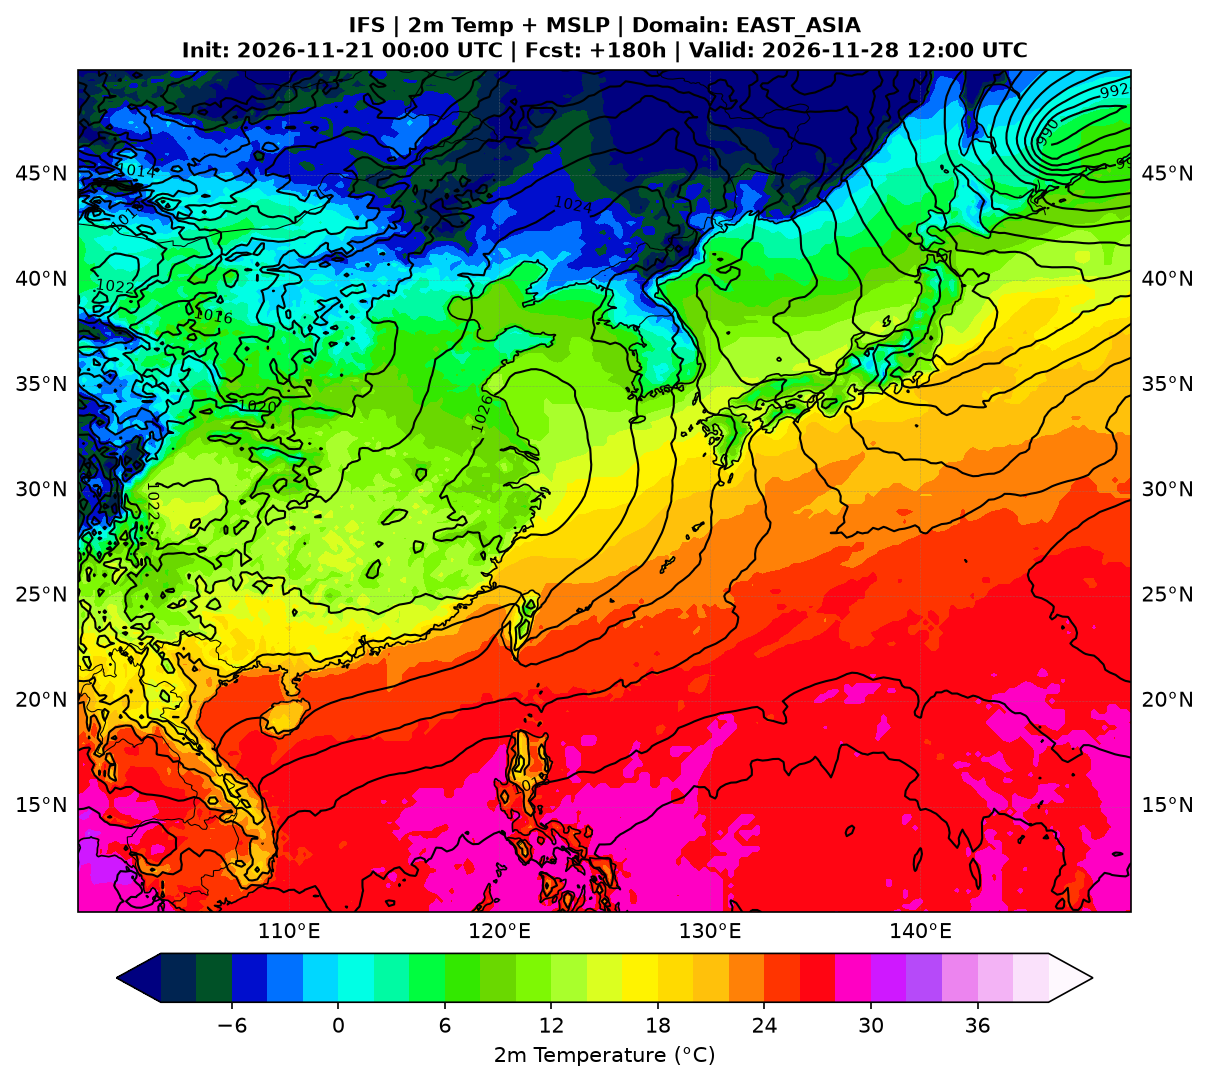 IFS | 2m Temp + MSLP | Domain: EAST_ASIA
Init: 2026-11-21 00:00 UTC | Fcst: +180h | Valid: 2026-11-28 12:00 UTC
992
990
45°N
1014
45°N
1024
40°N
1022
40°N
1016
35°N
1020
1026
35°N
30°N
1022
30°N
25°N
25°N
20°N
20°N
15°N
15°N
110°E
120°E
130°E
140°E
−6
0
6
12
18
24
30
36
2m Temperature (°C)